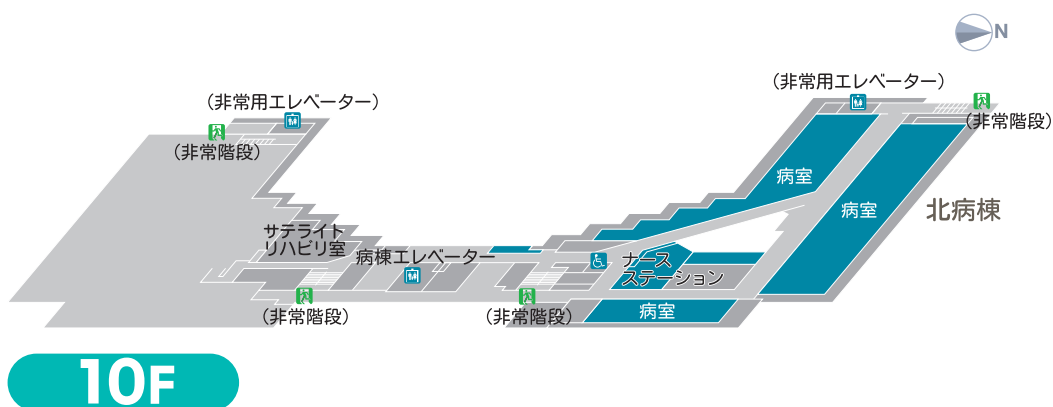 N
(非常用エレベーター)
(非常用エレベーター)
(非常階段)
(非常階段)
病室
病室
北病棟
サテライト
リハビリ室
病棟エレベーター
ナース
ステーション
(非常階段)
(非常階段)
病室
10F